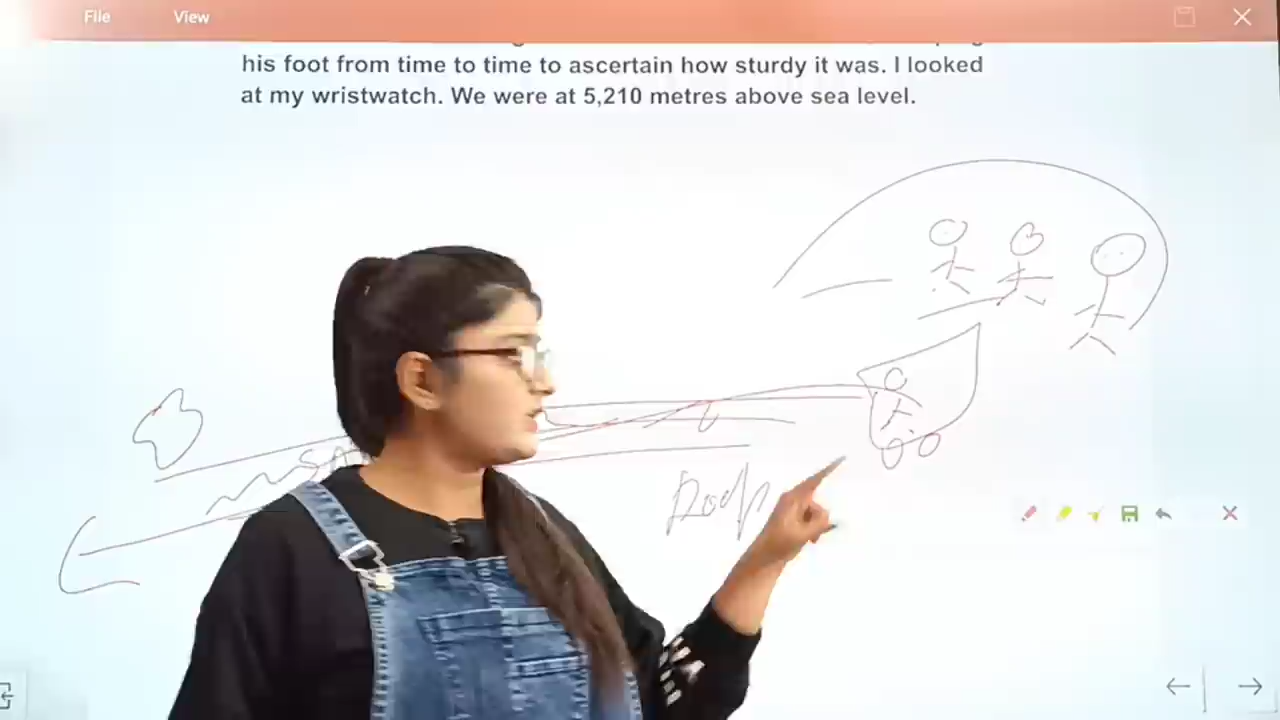 File View
his foot from time to time to ascertain how sturdy it was. I looked
at my wristwatch. We were at 5,210 metres above sea level.